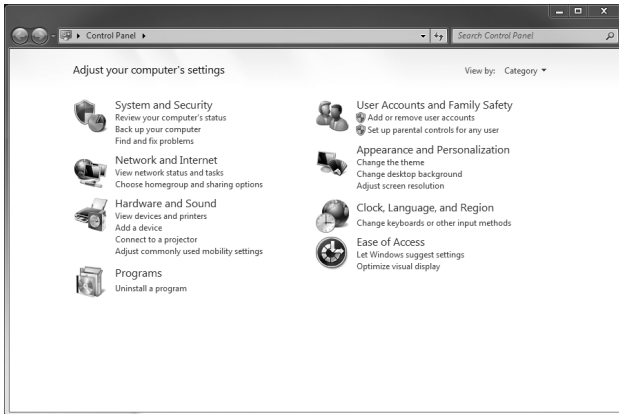 Control Panel
Search Control Panel
Adjust your computer's settings
View by: Category
System and Security
Review your computer's status
Back up your computer
Find and fix problems
Network and Internet
View network status and tasks
Choose homegroup and sharing options
Hardware and Sound
View devices and printers
Add a device
Connect to a projector
Adjust commonly used mobility settings
Programs
Uninstall a program
User Accounts and Family Safety
Add or remove user accounts
Set up parental controls for any user
Appearance and Personalization
Change the theme
Change desktop background
Adjust screen resolution
Clock, Language, and Region
Change keyboards or other input methods
Ease of Access
Let Windows suggest settings
Optimize visual display